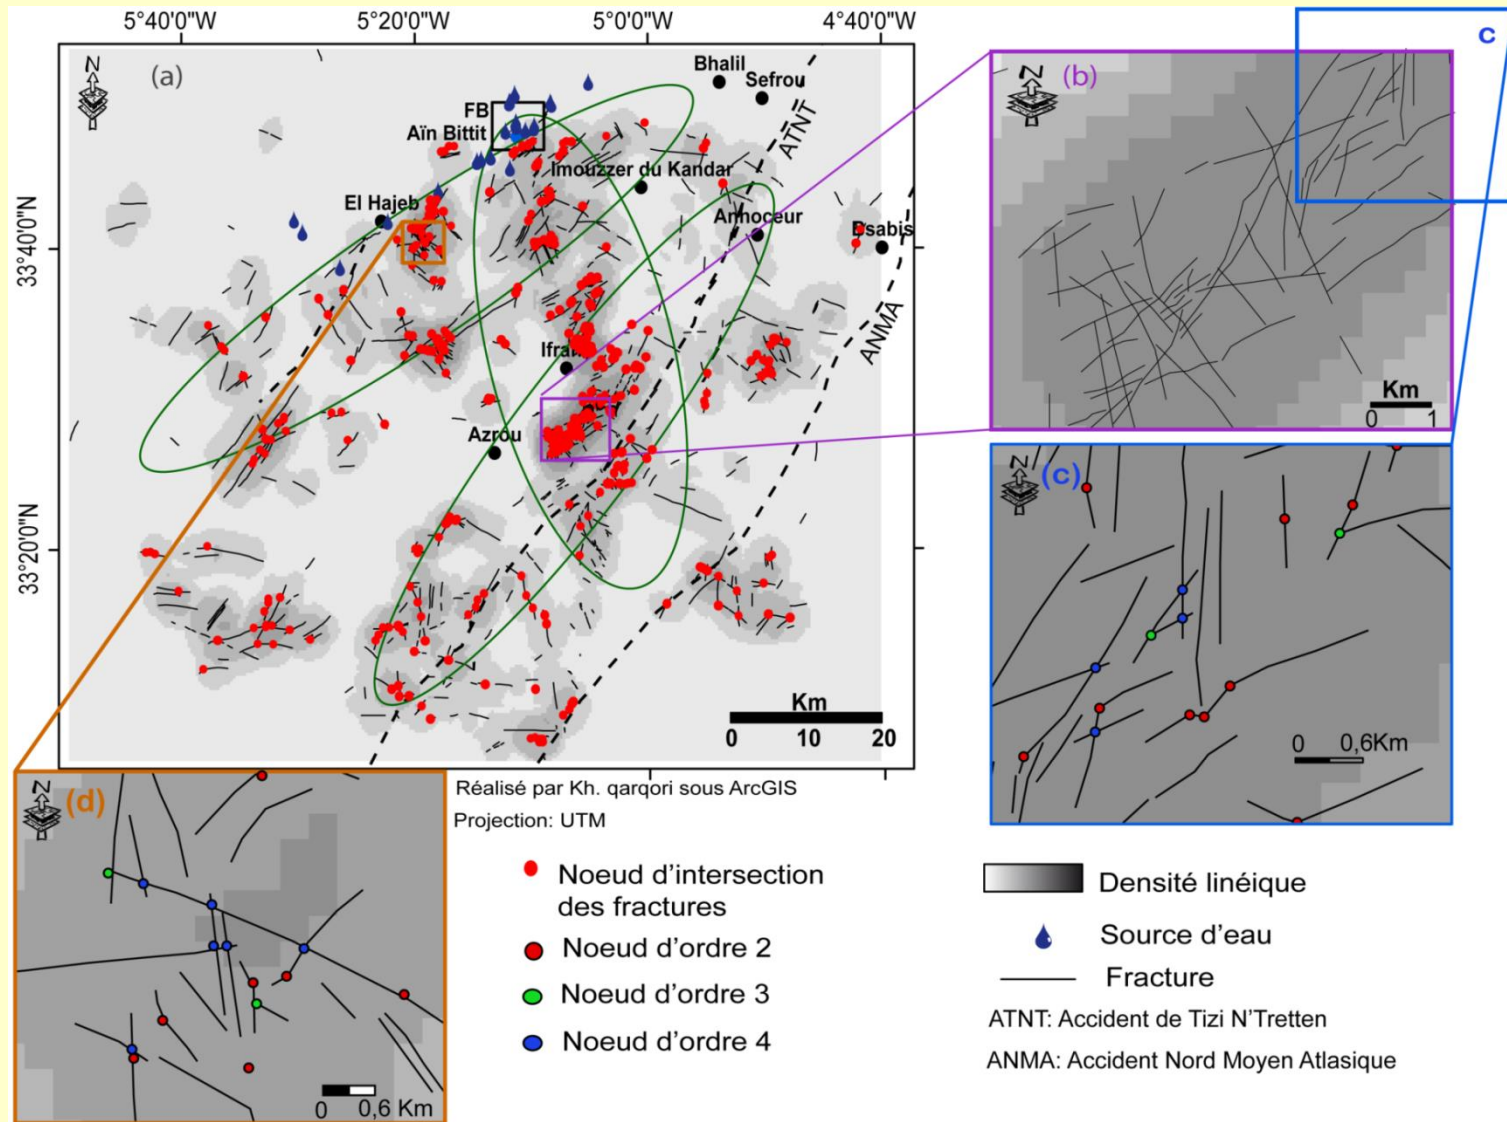 5°40'0"W 5°20'0"W 5°0'0"W 4°40'0"W
(a)
N
Bhalil
Sefrou
FB
Aïn Bittit
ATNT
Imouzzer du Kandar
El Hajeb
Annoceur
33°40'0"N
ANMA
Azrou
33°20'0"N
Km
0 10 20
c
N
(b)
Km
0 1
N
(c)
0 0,6Km
N
(d)
0 0,6 Km
Réalisé par Kh. qarqori sous ArcGIS
Projection: UTM
Noeud d'intersection
des fractures
Noeud d'ordre 2
Noeud d'ordre 3
Noeud d'ordre 4
Densité linéique
Source d'eau
Fracture
ATNT: Accident de Tizi N'Tretten
ANMA: Accident Nord Moyen Atlasique